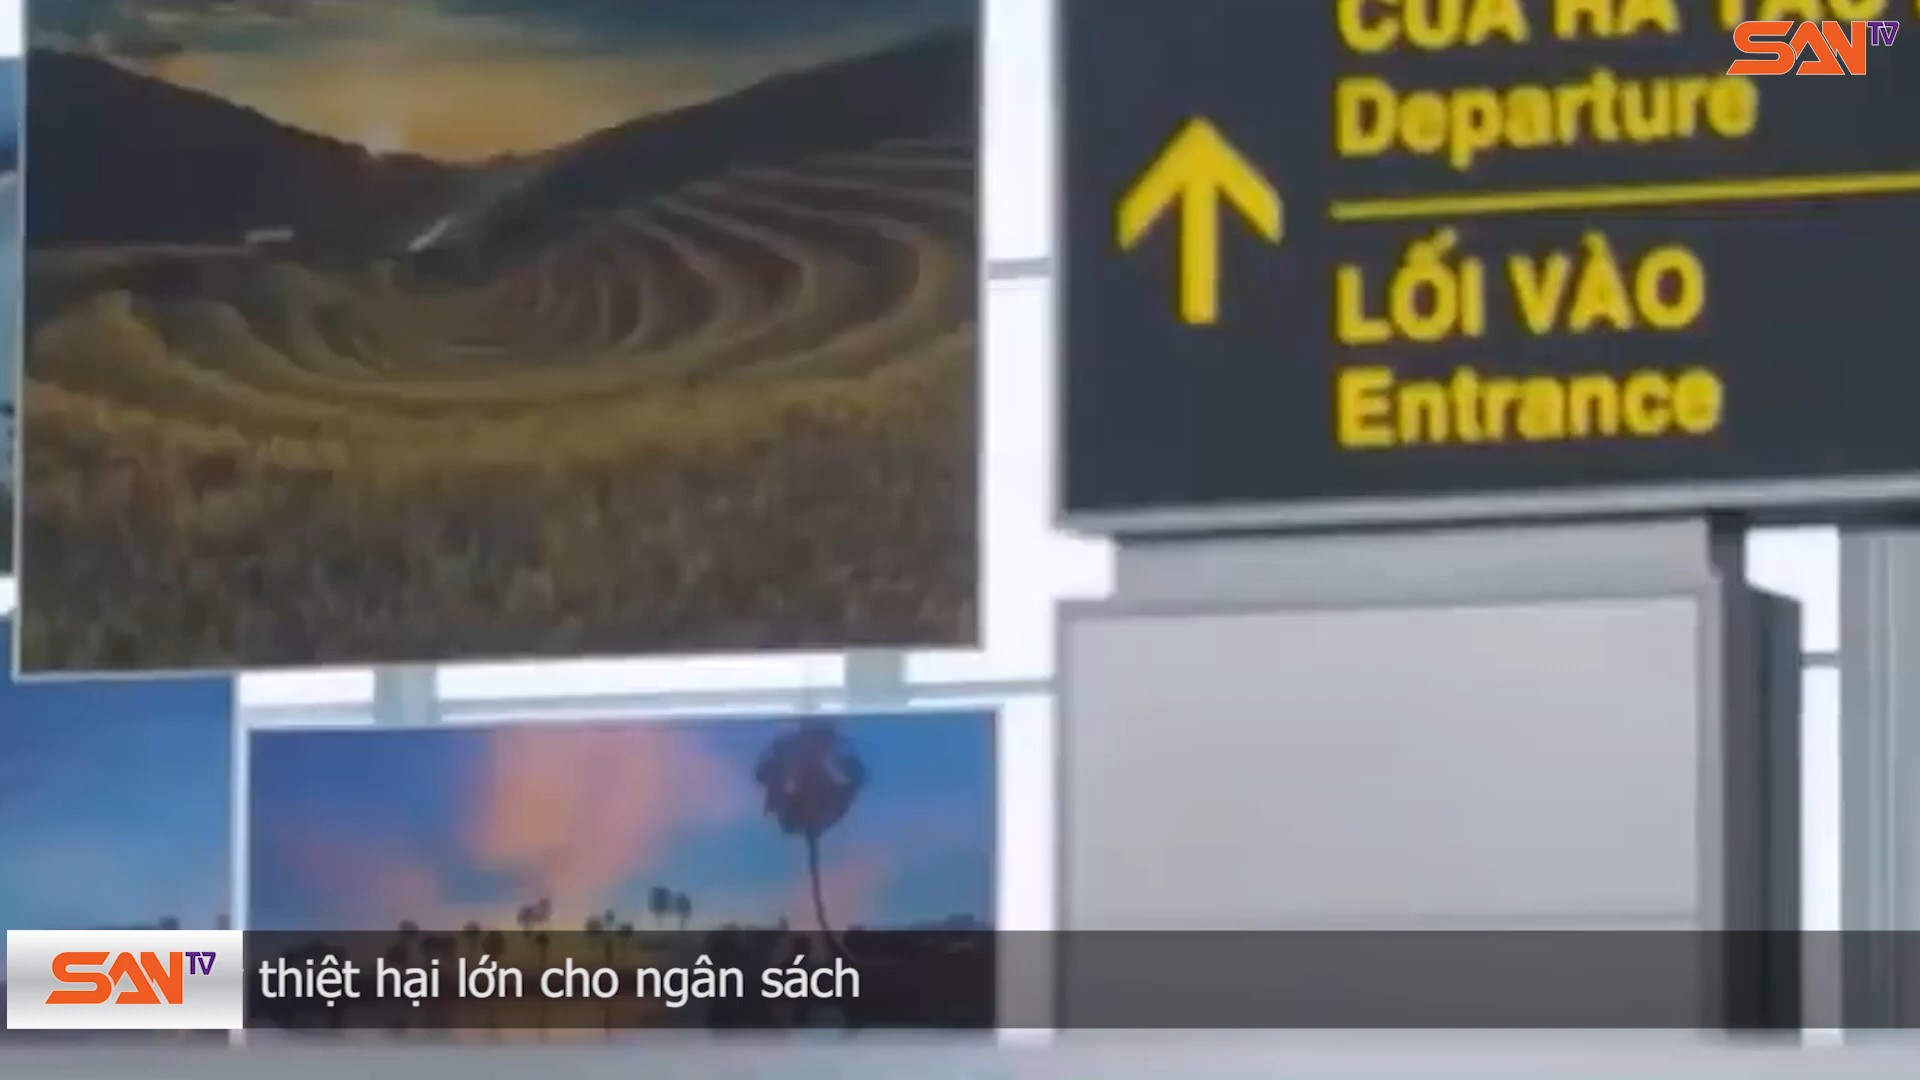 SAN TV
Departure
LỐI VÀO
Entrance
SAN TV
thiệt hại lớn cho ngân sách